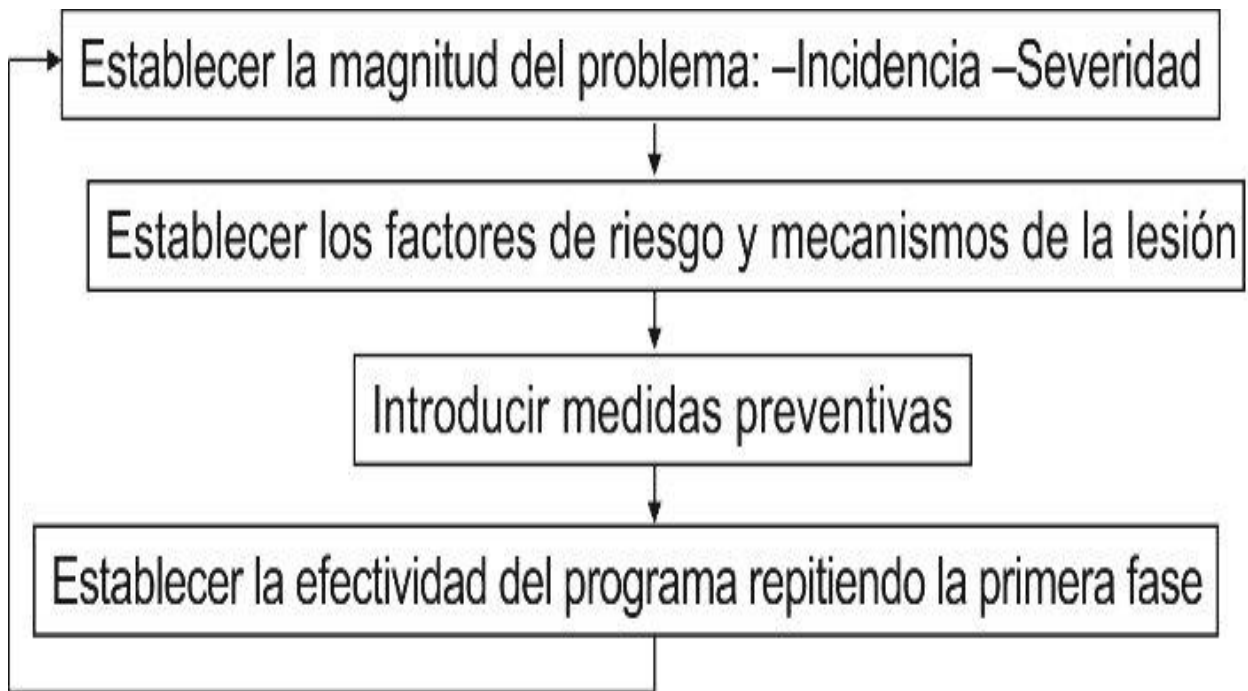 Establecer la magnitud del problema: –Incidencia –Severidad
Establecer los factores de riesgo y mecanismos de la lesión
Introducir medidas preventivas
Establecer la efectividad del programa repitiendo la primera fase